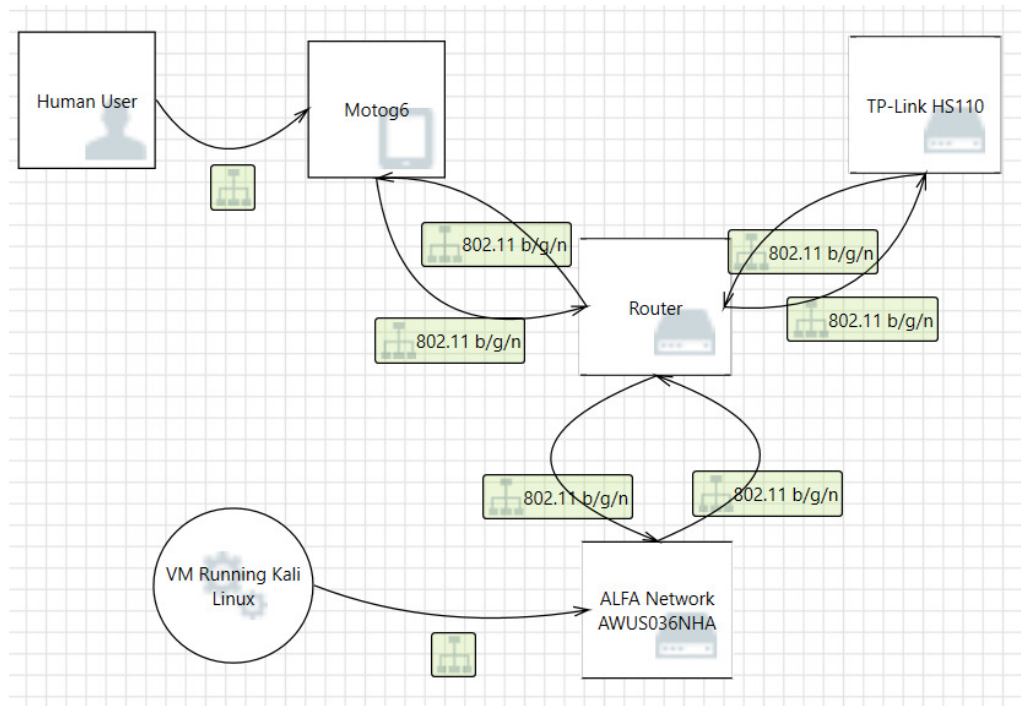 Human User
Motog6
TP-Link HS110
802.11 b/g/n
802.11 b/g/n
Router
802.11 b/g/n
802.11 b/g/n
802.11 b/g/n
802.11 b/g/n
VM Running Kali
Linux
ALFA Network
AWUS036NHA